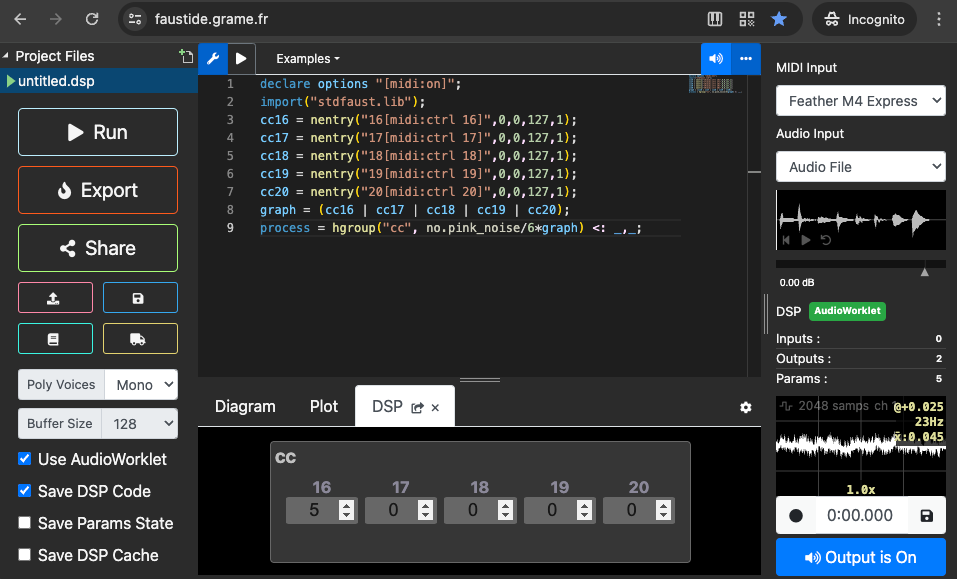 faustide.grame.fr
Incognito
Project Files
untitled.dsp
Run
Export
Share
Poly Voices Mono
Buffer Size 128
Use AudioWorklet
Save DSP Code
Save Params State
Save DSP Cache
Examples
1 declare options "[midi:on]";
2 import("stdfaust.lib");
3 cc16 = nentry("16[midi:ctrl 16]",0,0,127,1);
4 cc17 = nentry("17[midi:ctrl 17]",0,0,127,1);
5 cc18 = nentry("18[midi:ctrl 18]",0,0,127,1);
6 cc19 = nentry("19[midi:ctrl 19]",0,0,127,1);
7 cc20 = nentry("20[midi:ctrl 20]",0,0,127,1);
8 graph = (cc16 | cc17 | cc18 | cc19 | cc20);
9 process = hgroup("cc", no.pink_noise/6*graph) <: _,_;
Diagram Plot DSP
cc
16 17 18 19 20
5 0 0 0 0
MIDI Input
Feather M4 Express
Audio Input
Audio File
0.00 dB
DSP AudioWorklet
Inputs : 0
Outputs : 2
Params : 5
2048 samps ch @+0.025
23Hz
x̄:0.045
1.0x
0:00.000
Output is On